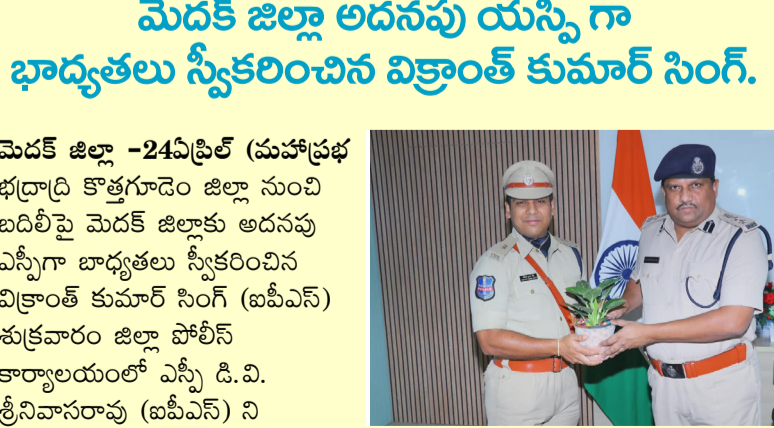 మెదక్ జిల్లా అదనపు యస్పీ గా
భాద్యతలు స్వీకరించిన విక్రాంత్ కుమార్ సింగ్.
మెదక్ జిల్లా -24ఏప్రిల్ (మహాప్రభ
భద్రాద్రి కొత్తగూడెం జిల్లా నుంచి
బదిలీపై మెదక్ జిల్లాకు అదనపు
ఎస్పీగా బాధ్యతలు స్వీకరించిన
విక్రాంత్ కుమార్ సింగ్ (ఐపీఎస్)
శుక్రవారం జిల్లా పోలీస్
కార్యాలయంలో ఎస్పీ డి.వి.
శ్రీనివాసరావు (ఐపీఎస్) ని